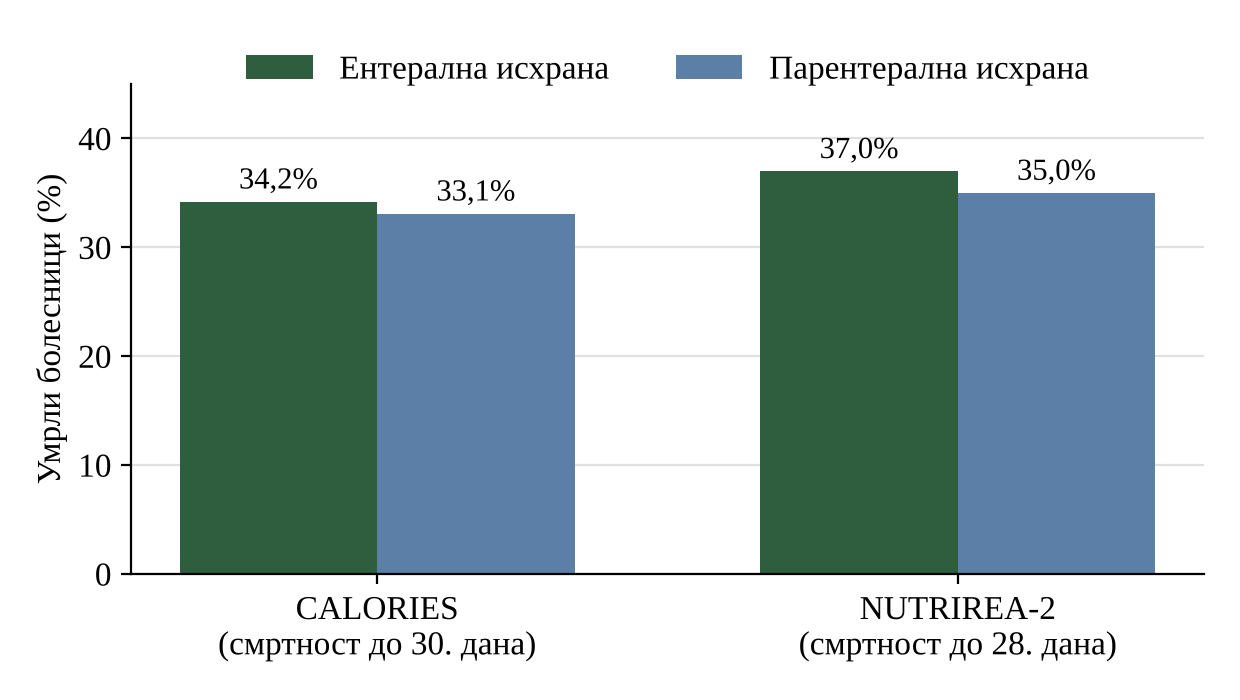 Ентерална исхрана
Парентерална исхрана
Умрли болесници (%)
40
30
20
10
0
34,2%
33,1%
37,0%
35,0%
CALORIES
(смртност до 30. дана)
NUTRIREA-2
(смртност до 28. дана)